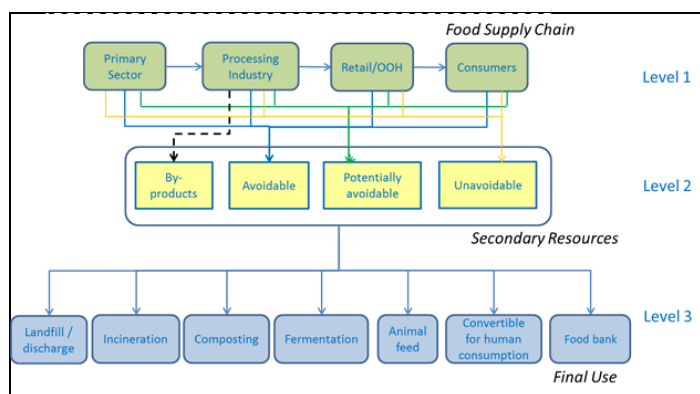 Food Supply Chain
Primary
Sector
Processing
Industry
Retail/OOH
Consumers
Level 1
By-
products
Avoidable
Potentially
avoidable
Unavoidable
Level 2
Secondary Resources
Landfill /
discharge
Incineration
Composting
Fermentation
Animal
feed
Convertible
for human
consumption
Food bank
Level 3
Final Use